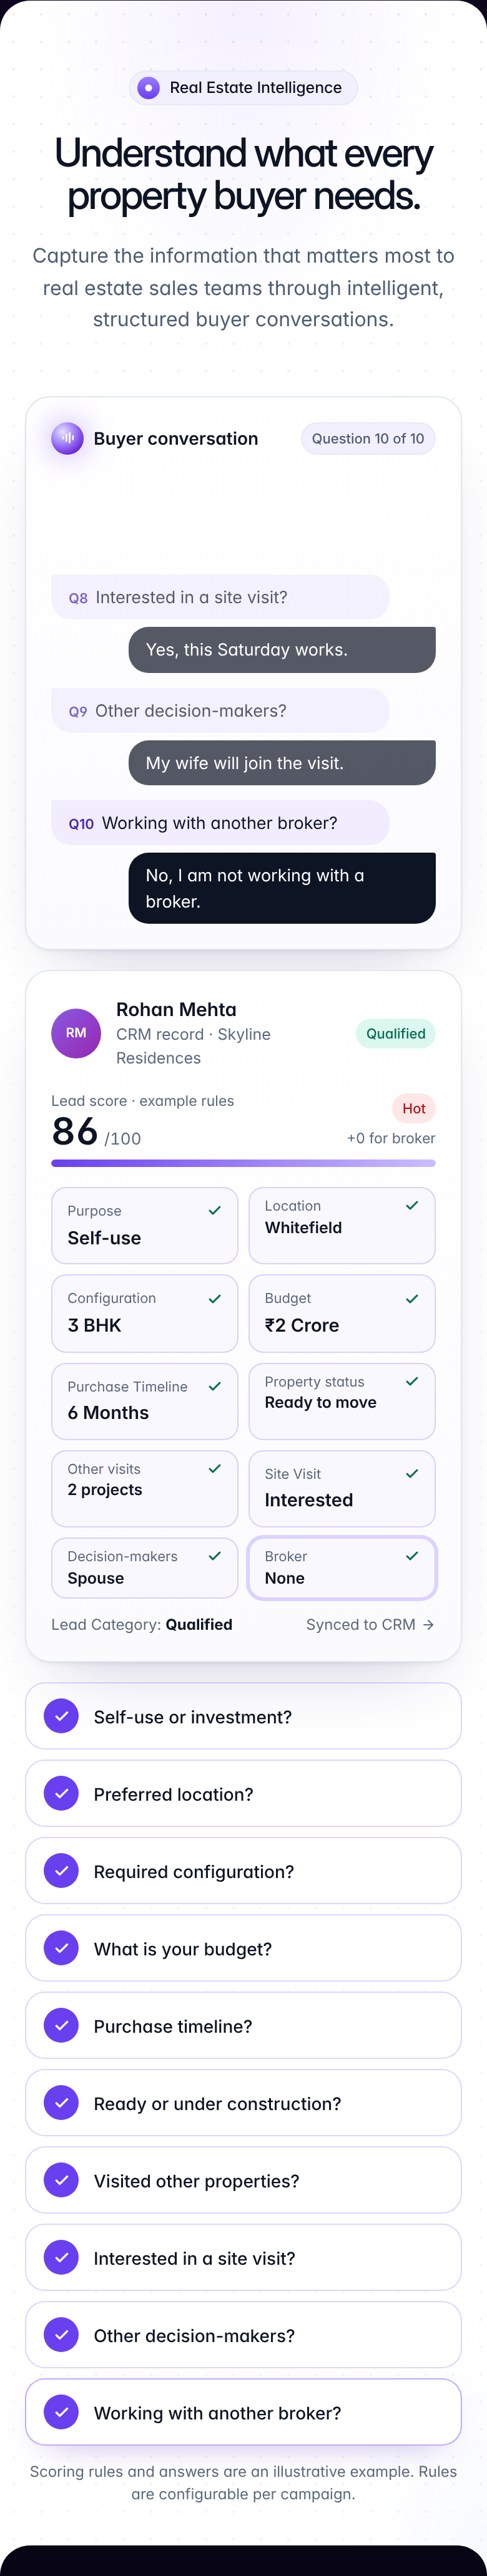 Real Estate Intelligence
Understand what every
property buyer needs.
Capture the information that matters most to
real estate sales teams through intelligent,
structured buyer conversations.
Buyer conversation
Question 10 of 10
Q8 Interested in a site visit?
Yes, this Saturday works.
Q9 Other decision-makers?
My wife will join the visit.
Q10 Working with another broker?
No, I am not working with a
broker.
RM
Rohan Mehta
CRM record · Skyline
Residences
Qualified
Lead score · example rules
86 /100
Hot
+0 for broker
Purpose
Self-use
Location
Whitefield
Configuration
3 BHK
Budget
₹2 Crore
Purchase Timeline
6 Months
Property status
Ready to move
Other visits
2 projects
Site Visit
Interested
Decision-makers
Spouse
Broker
None
Lead Category: Qualified
Synced to CRM →
Self-use or investment?
Preferred location?
Required configuration?
What is your budget?
Purchase timeline?
Ready or under construction?
Visited other properties?
Interested in a site visit?
Other decision-makers?
Working with another broker?
Scoring rules and answers are an illustrative example. Rules
are configurable per campaign.